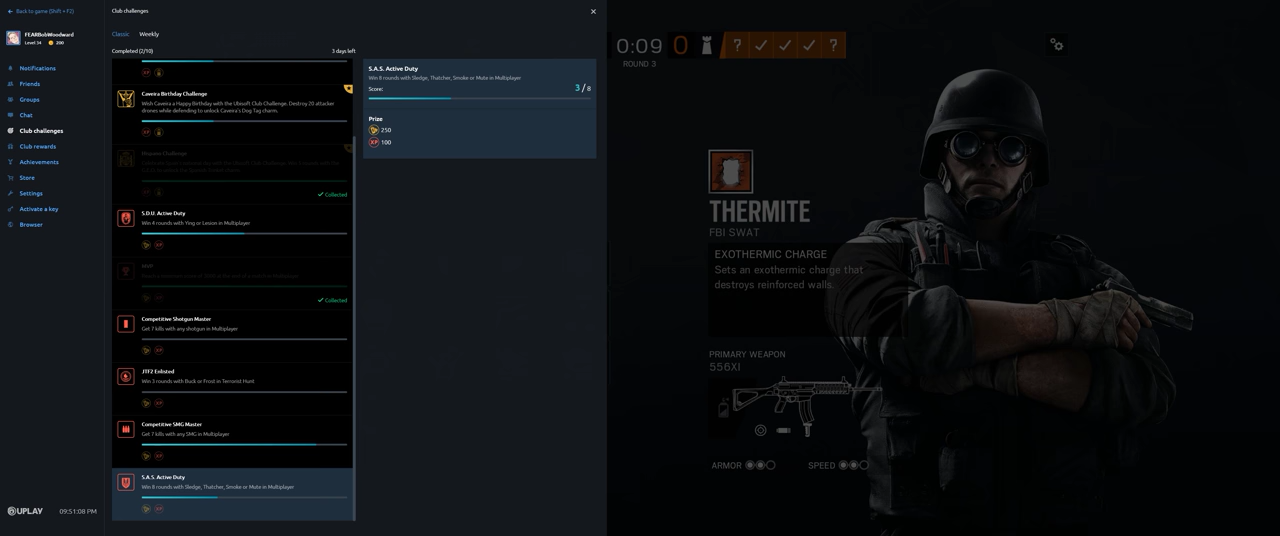 Back to game (Shift + F2)
FEARBobWoodward
Level 34 200
Notifications
Friends
Groups
Chat
Club challenges
Club rewards
Achievements
Store
Settings
Activate a key
Browser
UPLAY
09:51:08 PM
Club challenges
Classic Weekly
Completed (2/10) 3 days left
XP
Caveira Birthday Challenge
Wish Caveira a Happy Birthday with the Ubisoft Club Challenge. Destroy 20 attacker
drones while defending to unlock Caveira's Dog Tag charm.
XP
Collected
S.D.U. Active Duty
Win 4 rounds with Ying or Lesion in Multiplayer
XP
MVP
Collected
Competitive Shotgun Master
Get 7 kills with any shotgun in Multiplayer
XP
JTF2 Enlisted
Win 3 rounds with Buck or Frost in Terrorist Hunt
XP
Competitive SMG Master
Get 7 kills with any SMG in Multiplayer
XP
S.A.S. Active Duty
Win 8 rounds with Sledge, Thatcher, Smoke or Mute in Multiplayer
XP
S.A.S. Active Duty
Win 8 rounds with Sledge, Thatcher, Smoke or Mute in Multiplayer
Score: 3 / 8
Prize
250
XP 100
0:09 0 ? ?
ROUND 3
THERMITE
FBI SWAT
EXOTHERMIC CHARGE
Sets an exothermic charge that
destroys reinforced walls.
PRIMARY WEAPON
556XI
ARMOR SPEED